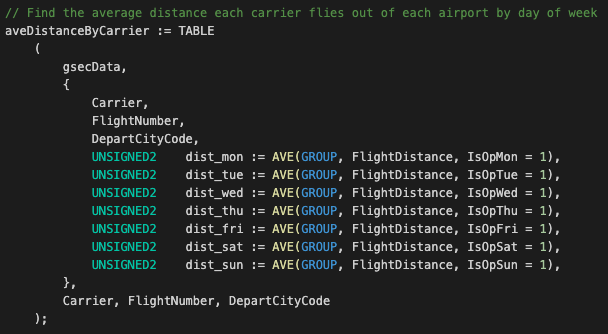 // Find the average distance each carrier flies out of each airport by day of week
aveDistanceByCarrier := TABLE
(
gsecData,
{
Carrier,
FlightNumber,
DepartCityCode,
UNSIGNED2 dist_mon := AVE(GROUP, FlightDistance, IsOpMon = 1),
UNSIGNED2 dist_tue := AVE(GROUP, FlightDistance, IsOpTue = 1),
UNSIGNED2 dist_wed := AVE(GROUP, FlightDistance, IsOpWed = 1),
UNSIGNED2 dist_thu := AVE(GROUP, FlightDistance, IsOpThu = 1),
UNSIGNED2 dist_fri := AVE(GROUP, FlightDistance, IsOpFri = 1),
UNSIGNED2 dist_sat := AVE(GROUP, FlightDistance, IsOpSat = 1),
UNSIGNED2 dist_sun := AVE(GROUP, FlightDistance, IsOpSun = 1),
},
Carrier, FlightNumber, DepartCityCode
);